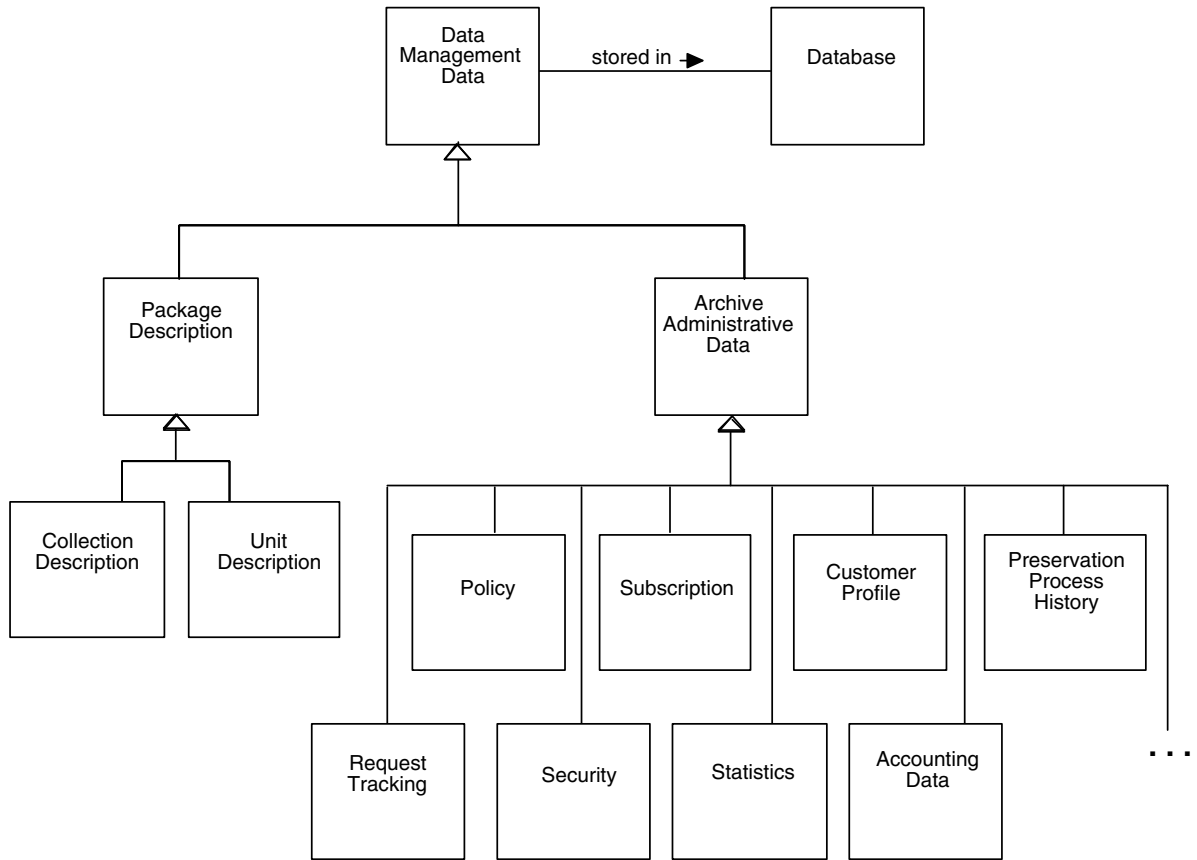 Data
Management
Data
stored in
Database
Package
Description
Archive
Administrative
Data
Collection
Description
Unit
Description
Policy
Subscription
Customer
Profile
Preservation
Process
History
Request
Tracking
Security
Statistics
Accounting
Data
. . .